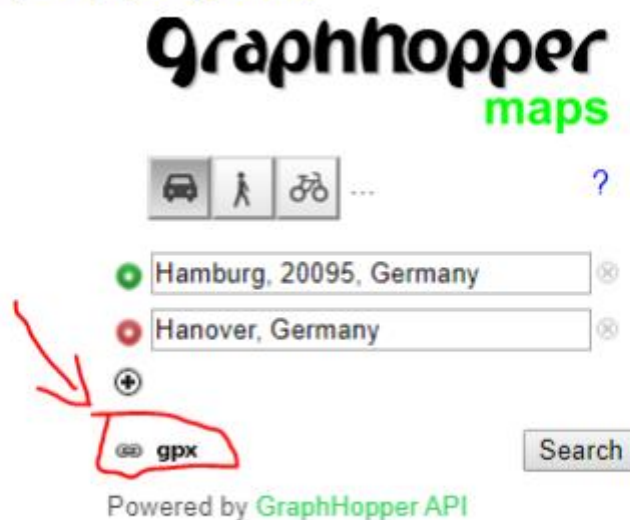 graphhopper
maps
... ?
Hamburg, 20095, Germany
Hanover, Germany
gpx Search
Powered by GraphHopper API